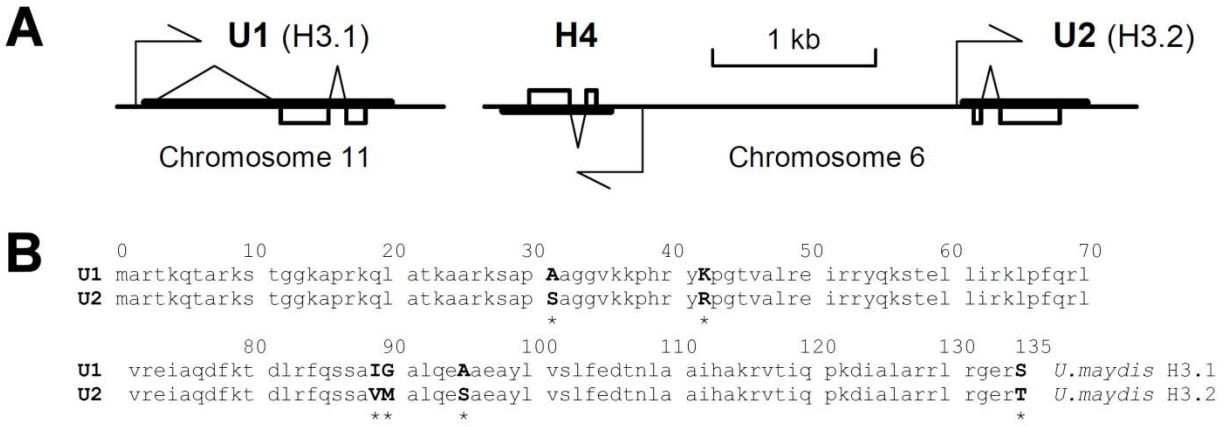 A
U1 (H3.1) H4 1 kb U2 (H3.2)
Chromosome 11 Chromosome 6
B
0 10 20 30 40 50 60 70
U1 martkqtarks tggkaprkql atkaarksap Aaggvkkphr yKpgtvalre irryqkstel lirklpfqrl
U2 martkqtarks tggkaprkql atkaarksap Saggvkkphr yRpgtvalre irryqkstel lirklpfqrl
* *
80 90 100 110 120 130 135
U1 vreiaqdfkt dlrfqssaIG alqeAaeayl vslfedtnla aihakrvtiq pkdialarrl rgerS U.maydis H3.1
U2 vreiaqdfkt dlrfqssaVM alqeSaeayl vslfedtnla aihakrvtiq pkdialarrl rgerT U.maydis H3.2
** * *